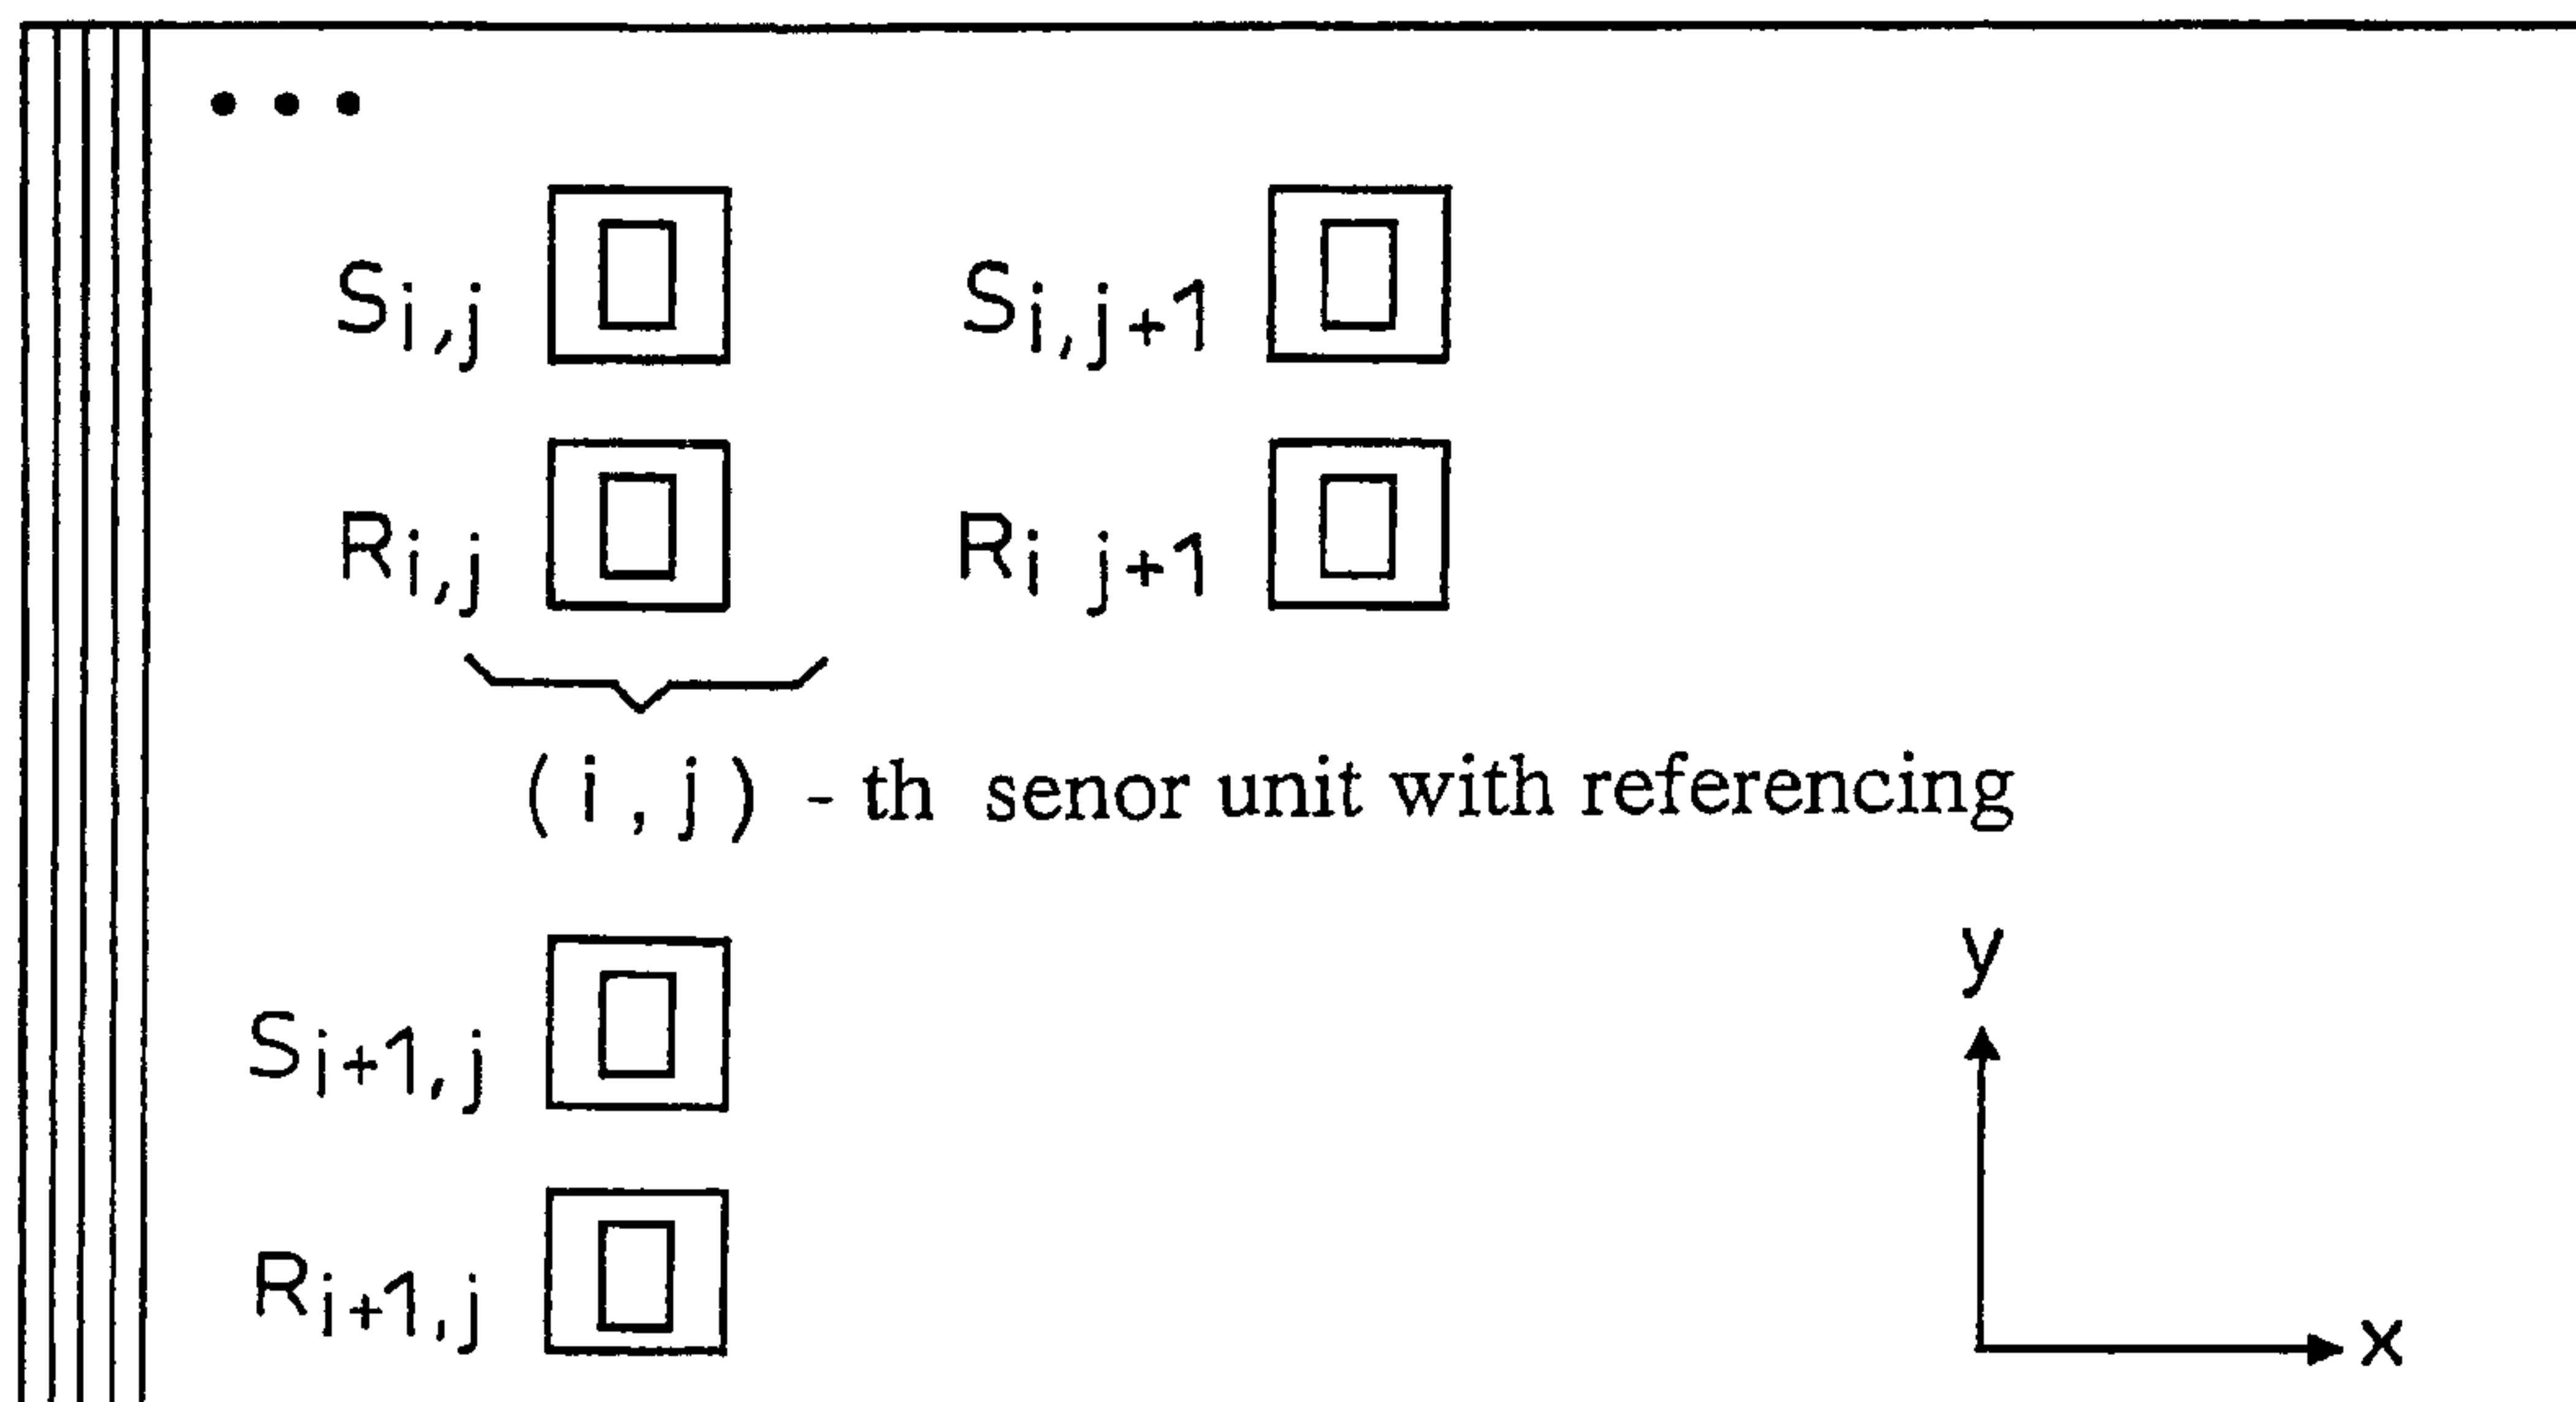 • • •
Si,j Si,j+1
Ri,j Ri j+1
(i,j) - th senor unit with referencing
Si+1,j
Ri+1,j
y
x